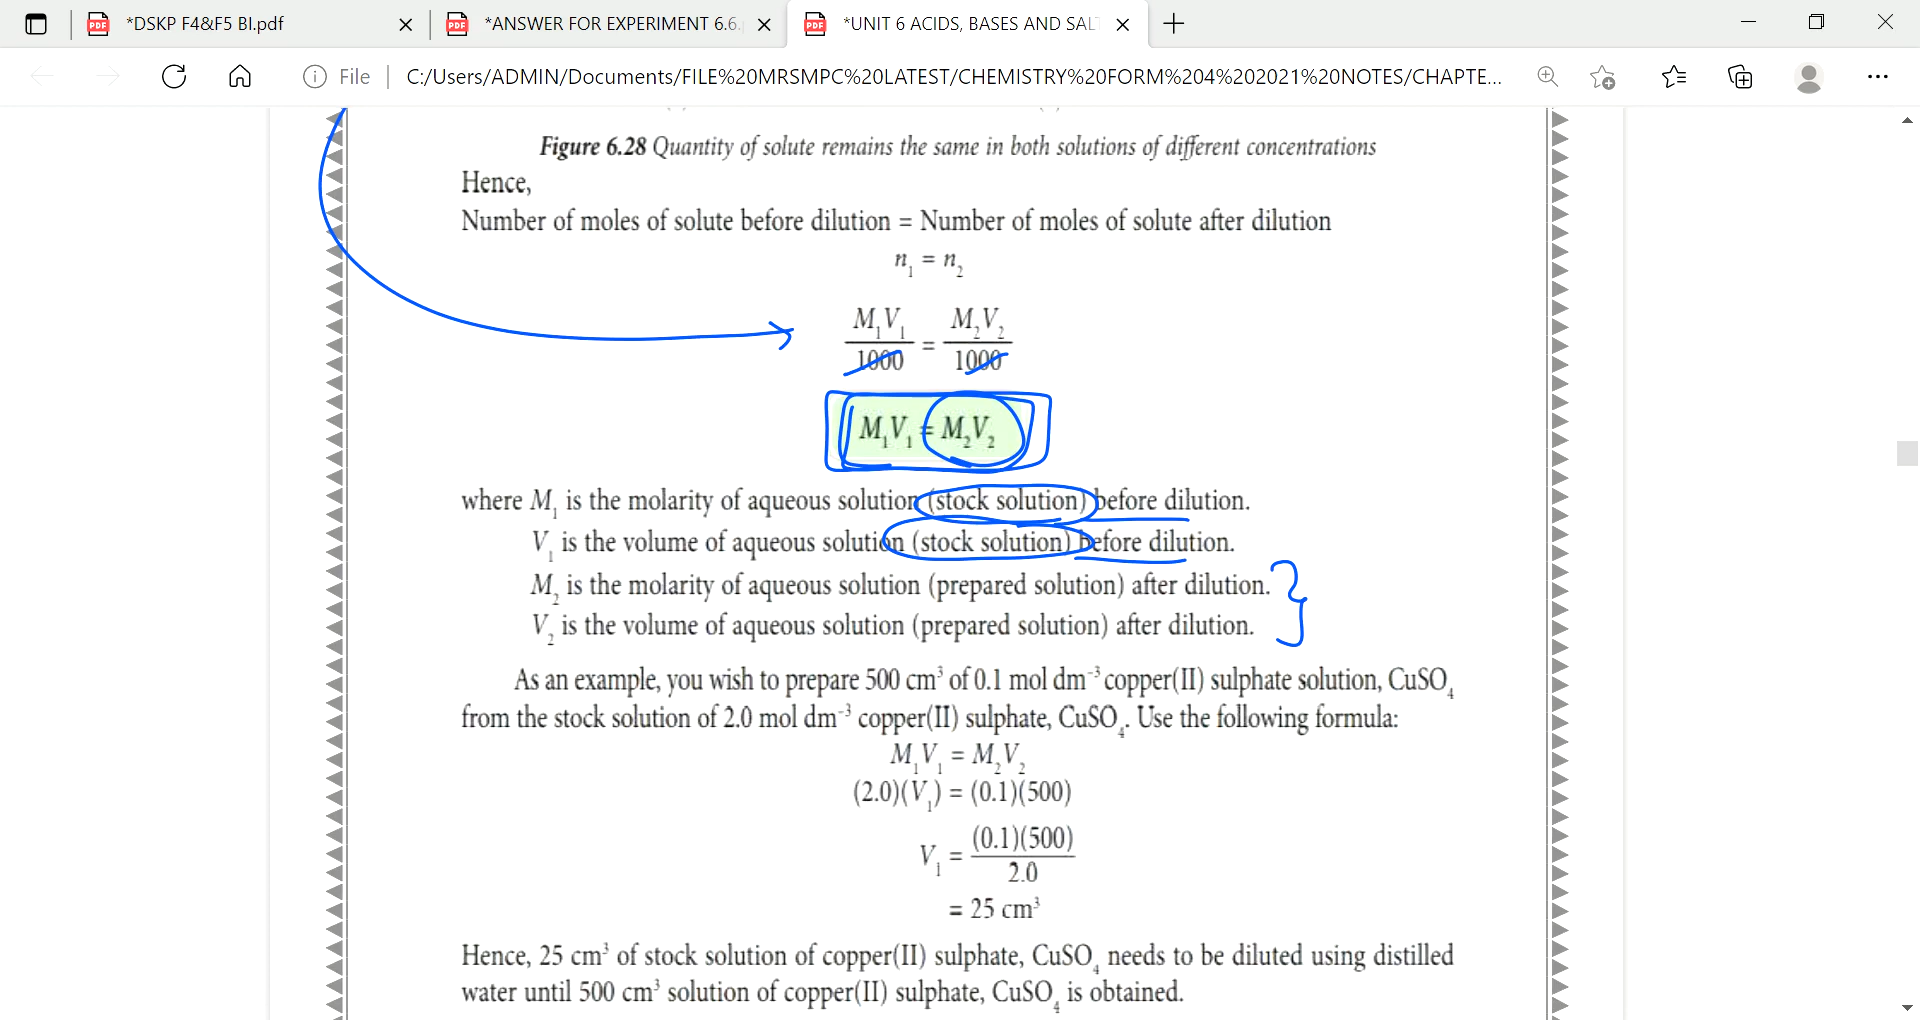 *DSKP F4&F5 BI.pdf
*ANSWER FOR EXPERIMENT 6.6.
*UNIT 6 ACIDS, BASES AND SAL
File
C:/Users/ADMIN/Documents/FILE%20MRSMPC%20LATEST/CHEMISTRY%20FORM%204%202021%20NOTES/CHAPTE...
Figure 6.28 Quantity of solute remains the same in both solutions of different concentrations
Hence,
Number of moles of solute before dilution = Number of moles of solute after dilution
n₁ = n₂
M₁V₁/1000 = M₂V₂/1000
M₁V₁ = M₂V₂
where M₁ is the molarity of aqueous solution (stock solution) before dilution.
V₁ is the volume of aqueous solution (stock solution) before dilution.
M₂ is the molarity of aqueous solution (prepared solution) after dilution.
V₂ is the volume of aqueous solution (prepared solution) after dilution.
As an example, you wish to prepare 500 cm³ of 0.1 mol dm⁻³ copper(II) sulphate solution, CuSO₄
from the stock solution of 2.0 mol dm⁻³ copper(II) sulphate, CuSO₄. Use the following formula:
M₁V₁ = M₂V₂
(2.0)(V₁) = (0.1)(500)
V₁ = (0.1)(500)/2.0
= 25 cm³
Hence, 25 cm³ of stock solution of copper(II) sulphate, CuSO₄ needs to be diluted using distilled
water until 500 cm³ solution of copper(II) sulphate, CuSO₄ is obtained.